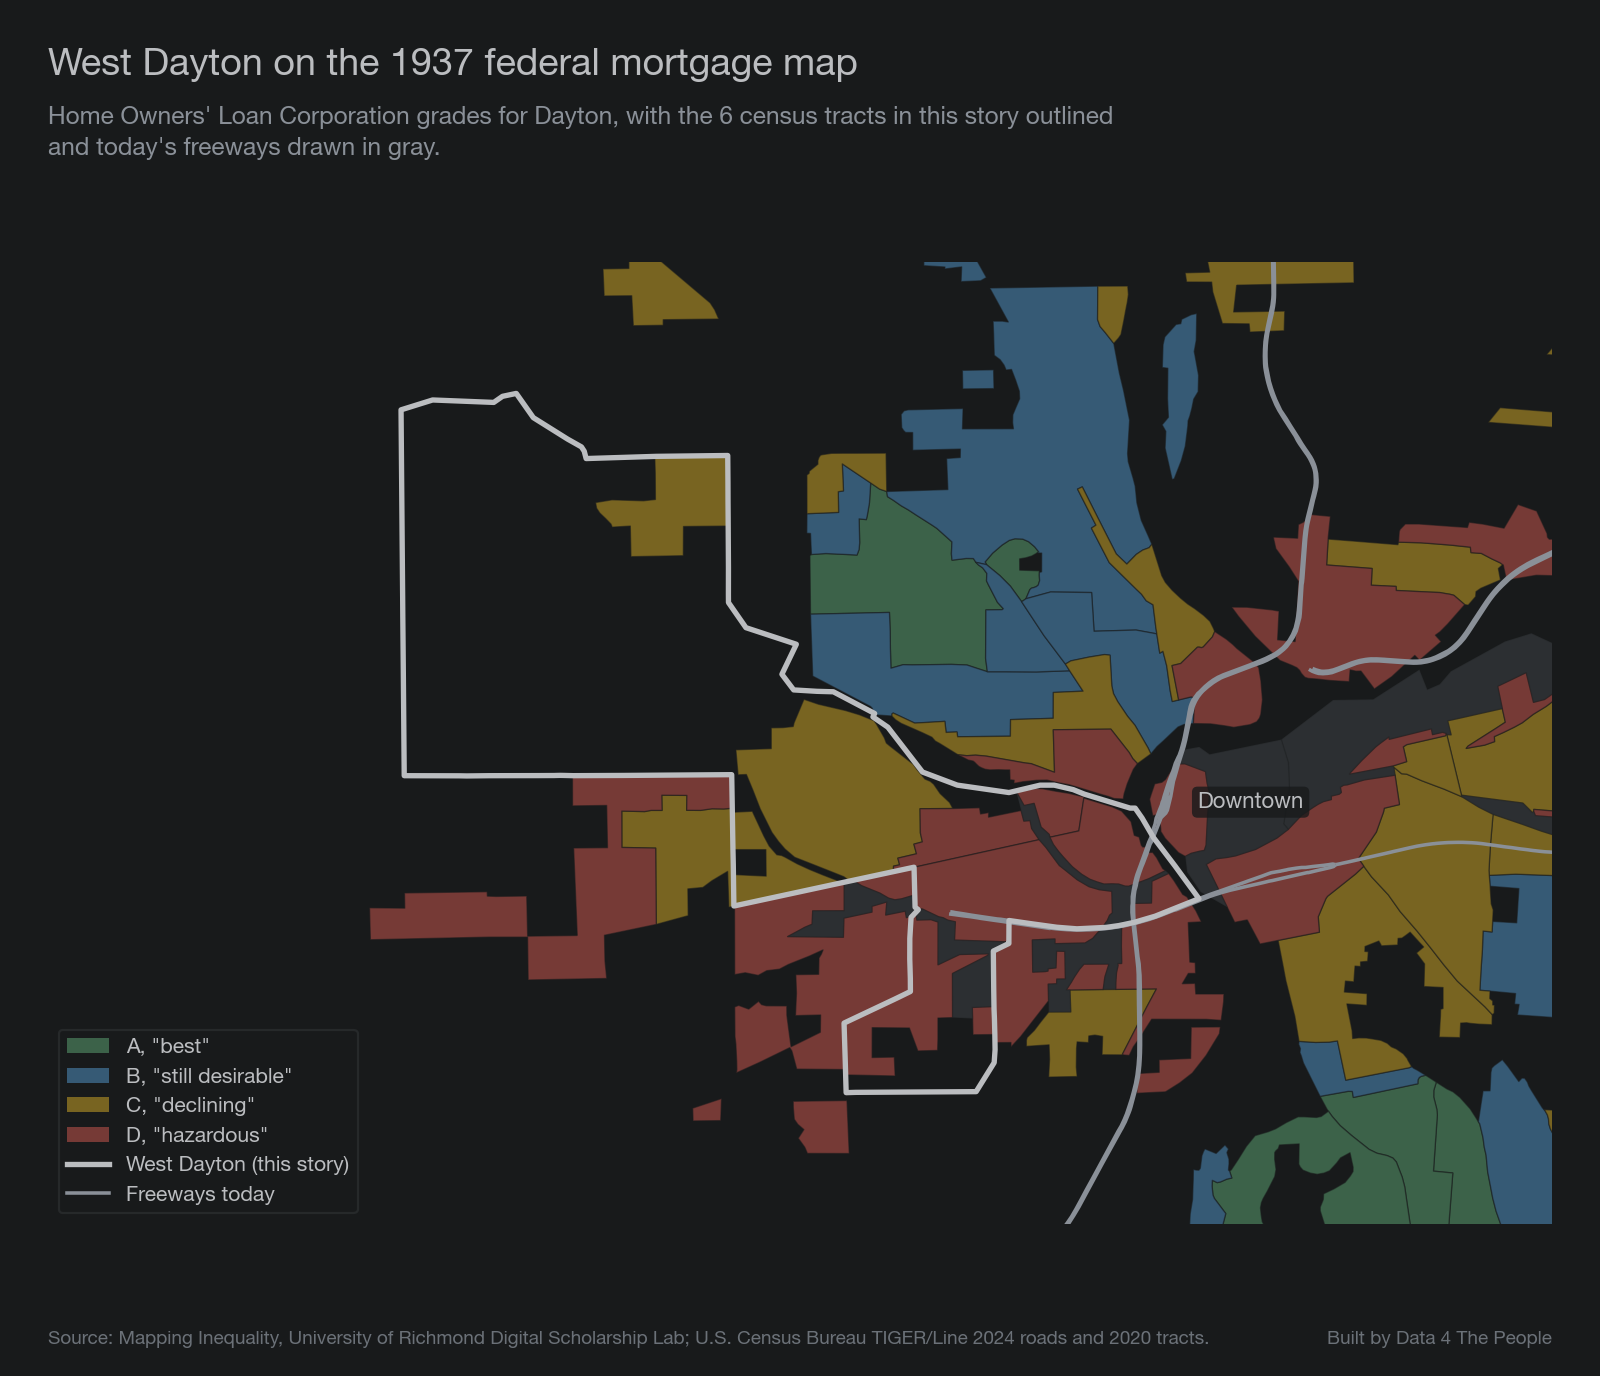 West Dayton on the 1937 federal mortgage map
Home Owners' Loan Corporation grades for Dayton, with the 6 census tracts in this story outlined
and today's freeways drawn in gray.
Downtown
A, "best"
B, "still desirable"
C, "declining"
D, "hazardous"
West Dayton (this story)
Freeways today
Source: Mapping Inequality, University of Richmond Digital Scholarship Lab; U.S. Census Bureau TIGER/Line 2024 roads and 2020 tracts.
Built by Data 4 The People